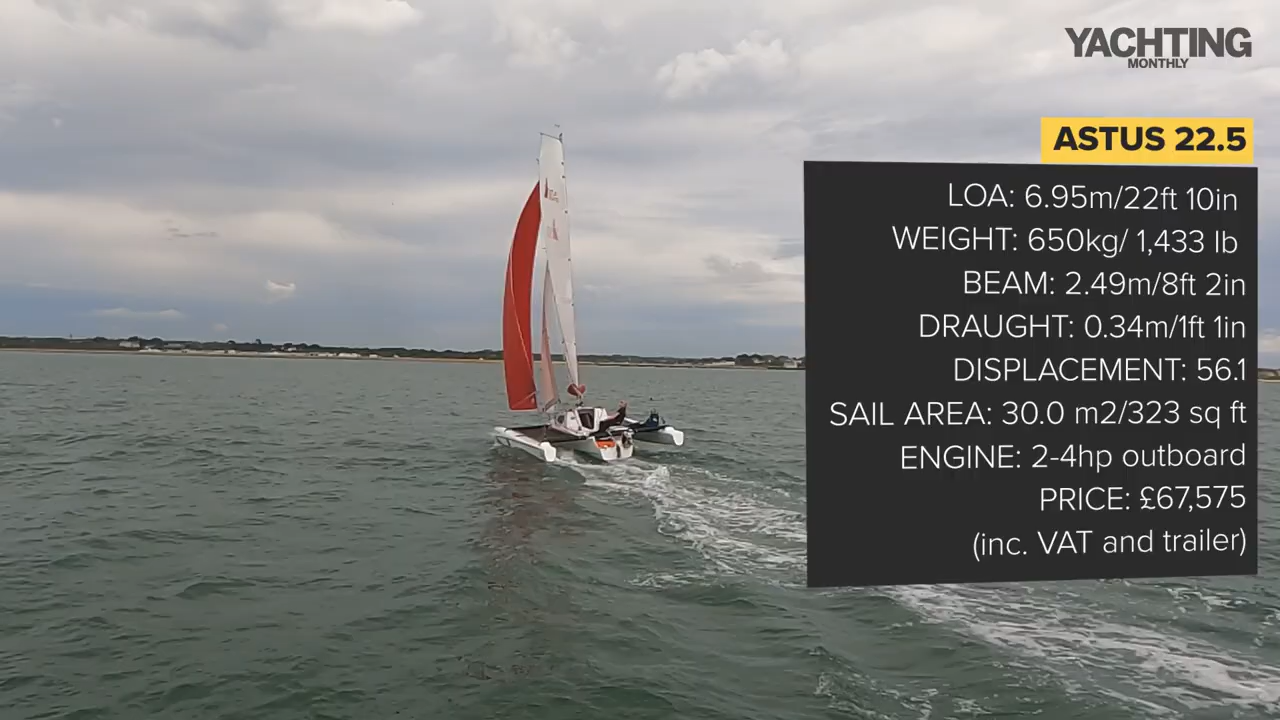 YACHTING
MONTHLY
ASTUS 22.5
LOA: 6.95m/22ft 10in
WEIGHT: 650kg/ 1,433 lb
BEAM: 2.49m/8ft 2in
DRAUGHT: 0.34m/1ft 1in
DISPLACEMENT: 56.1
SAIL AREA: 30.0 m2/323 sq ft
ENGINE: 2-4hp outboard
PRICE: £67,575
(inc. VAT and trailer)